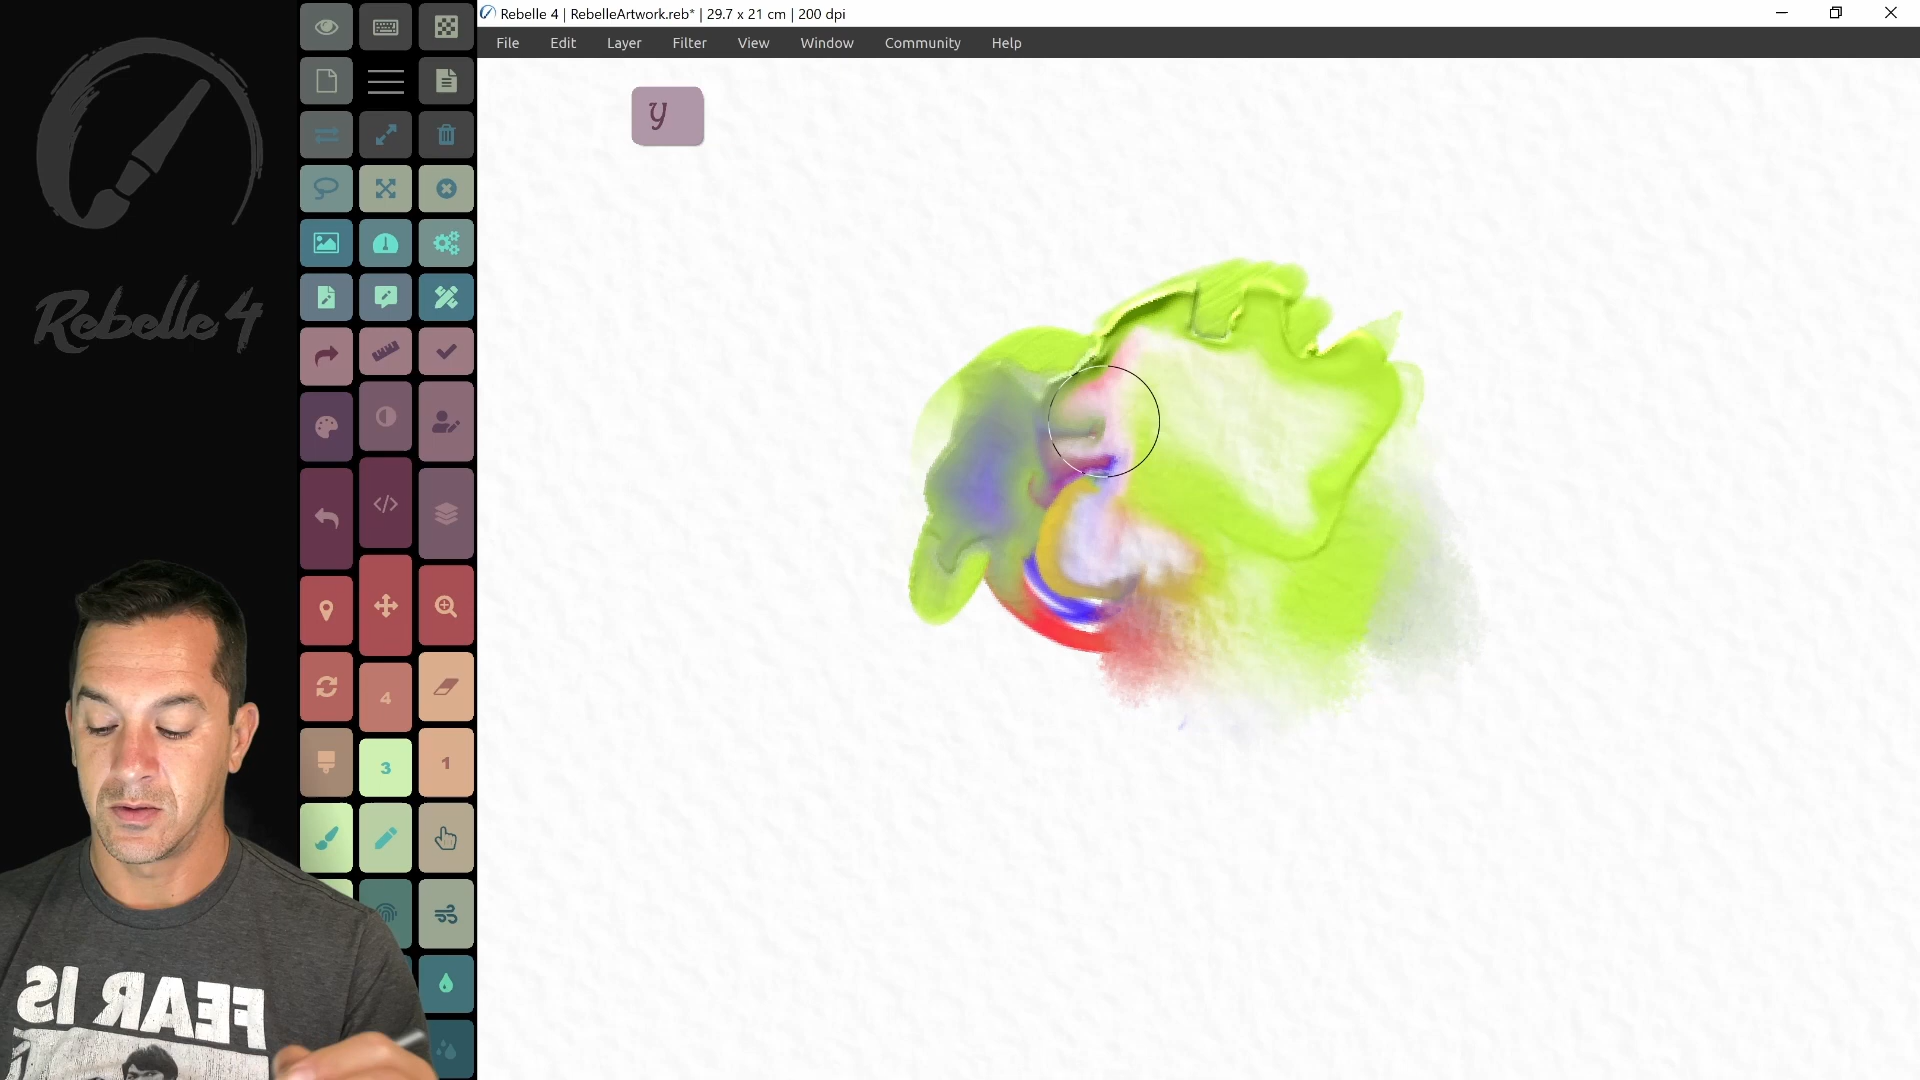 Rebelle 4 | RebelleArtwork.reb* | 29.7 x 21 cm | 200 dpi
File Edit Layer Filter View Window Community Help
y
Rebelle 4
4
3
1
FEAR IS